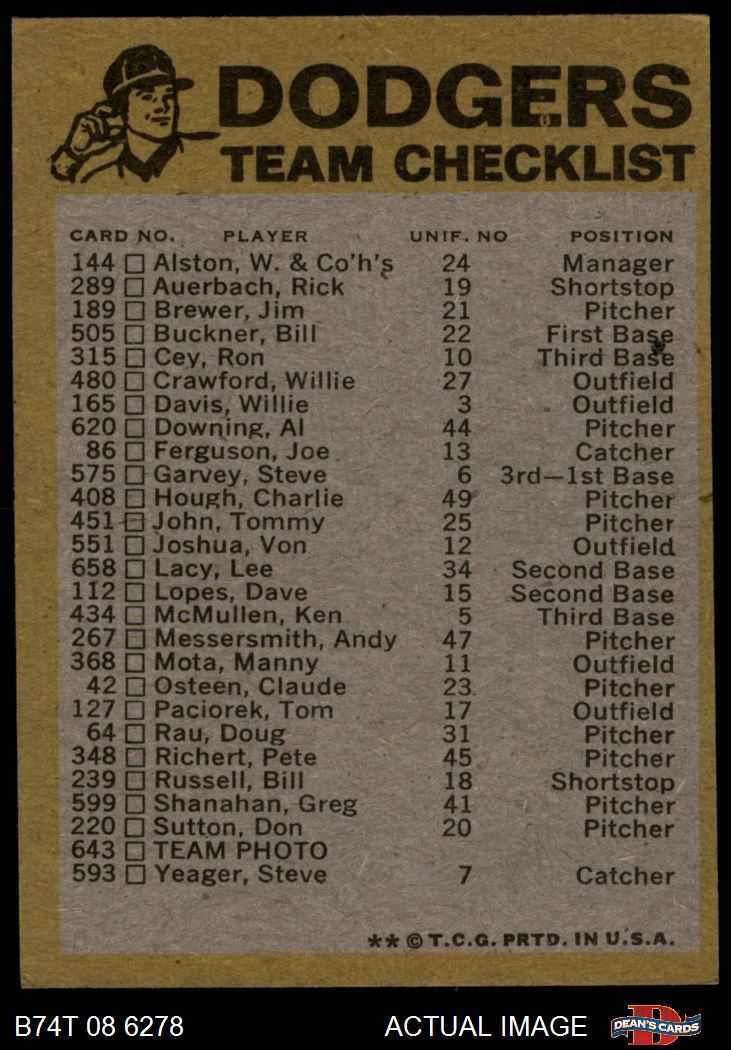 DODGERS
TEAM CHECKLIST
CARD NO. PLAYER UNIF. NO POSITION
144 Alston, W. & Co'h's 24 Manager
289 Auerbach, Rick 19 Shortstop
189 Brewer, Jim 21 Pitcher
505 Buckner, Bill 22 First Base
315 Cey, Ron 10 Third Base
480 Crawford, Willie 27 Outfield
165 Davis, Willie 3 Outfield
620 Downing, Al 44 Pitcher
86 Ferguson, Joe 13 Catcher
575 Garvey, Steve 6 3rd—1st Base
408 Hough, Charlie 49 Pitcher
451 John, Tommy 25 Pitcher
551 Joshua, Von 12 Outfield
658 Lacy, Lee 34 Second Base
112 Lopes, Dave 15 Second Base
434 McMullen, Ken 5 Third Base
267 Messersmith, Andy 47 Pitcher
368 Mota, Manny 11 Outfield
42 Osteen, Claude 23 Pitcher
127 Paciorek, Tom 17 Outfield
64 Rau, Doug 31 Pitcher
348 Richert, Pete 45 Pitcher
239 Russell, Bill 18 Shortstop
599 Shanahan, Greg 41 Pitcher
220 Sutton, Don 20 Pitcher
643 TEAM PHOTO
593 Yeager, Steve 7 Catcher
** © T.C.G. PRTD. IN U.S.A.
B74T 08 6278 ACTUAL IMAGE DEAN'S CARDS